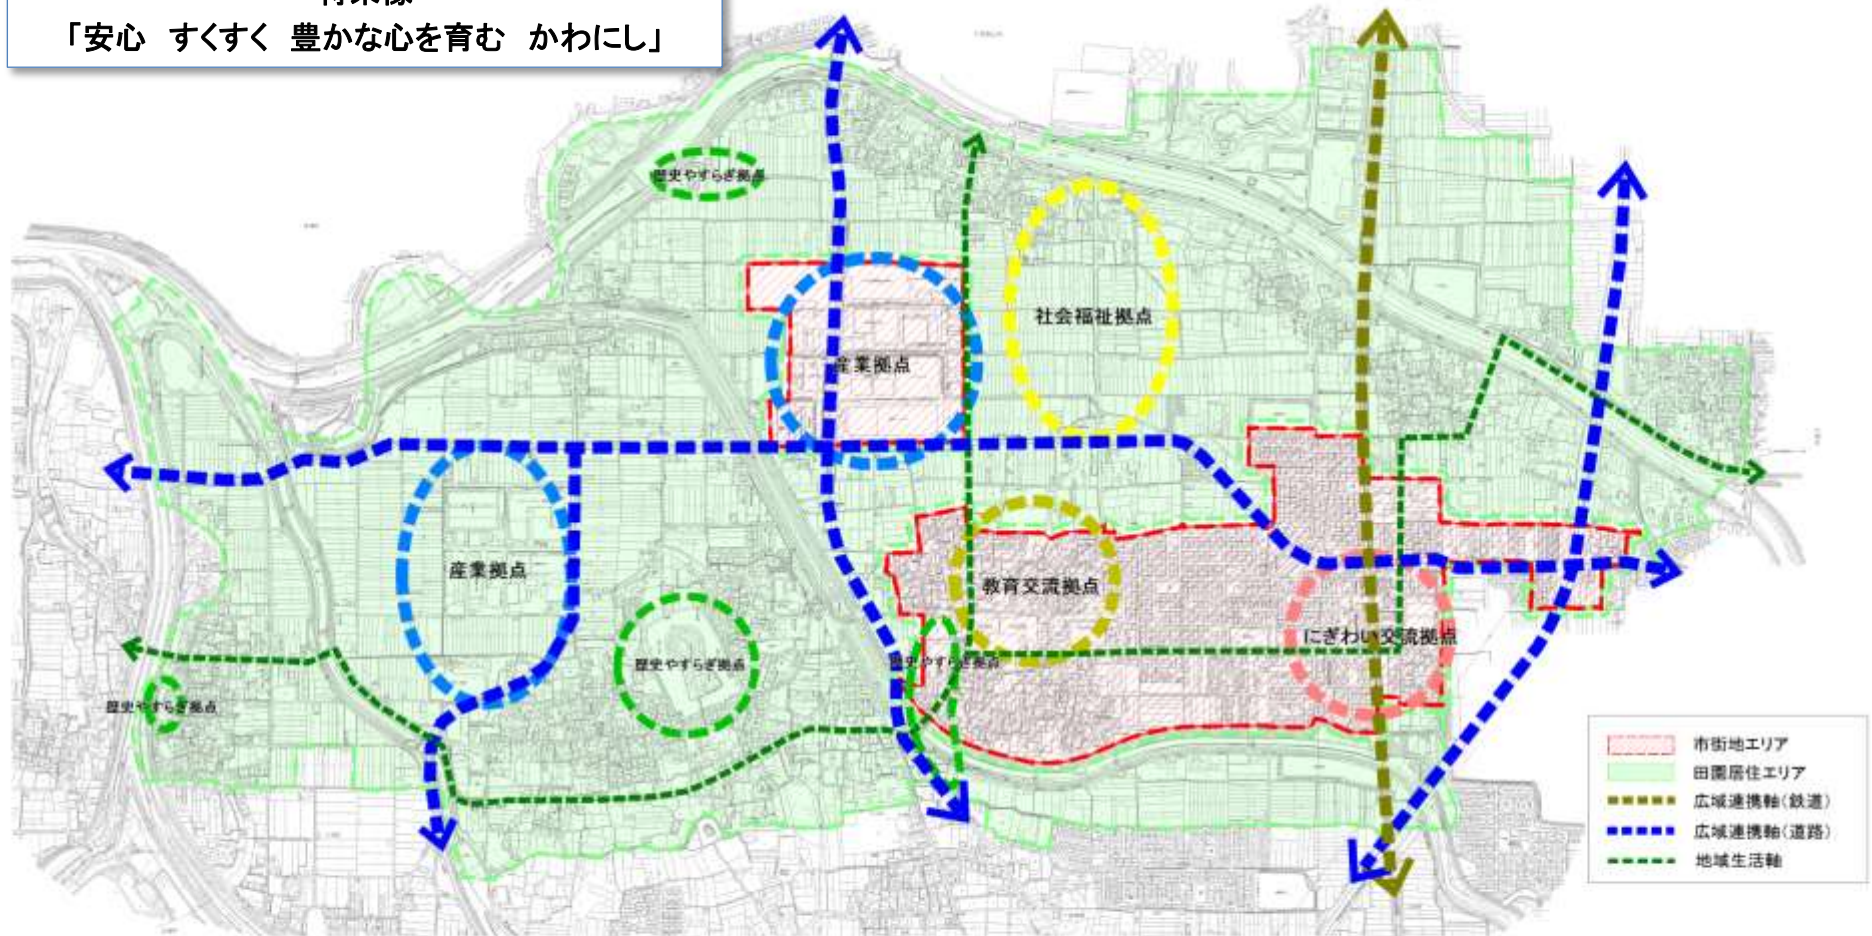 「安心　すくすく　豊かな心を育む　かわにし」
歴史やすらぎ拠点
社会福祉拠点
産業拠点
産業拠点
教育交流拠点
にぎわい交流拠点
歴史やすらぎ拠点
歴史やすらぎ拠点
歴史やすらぎ拠点
市街地エリア
田園居住エリア
広域連携軸(鉄道)
広域連携軸(道路)
地域生活軸